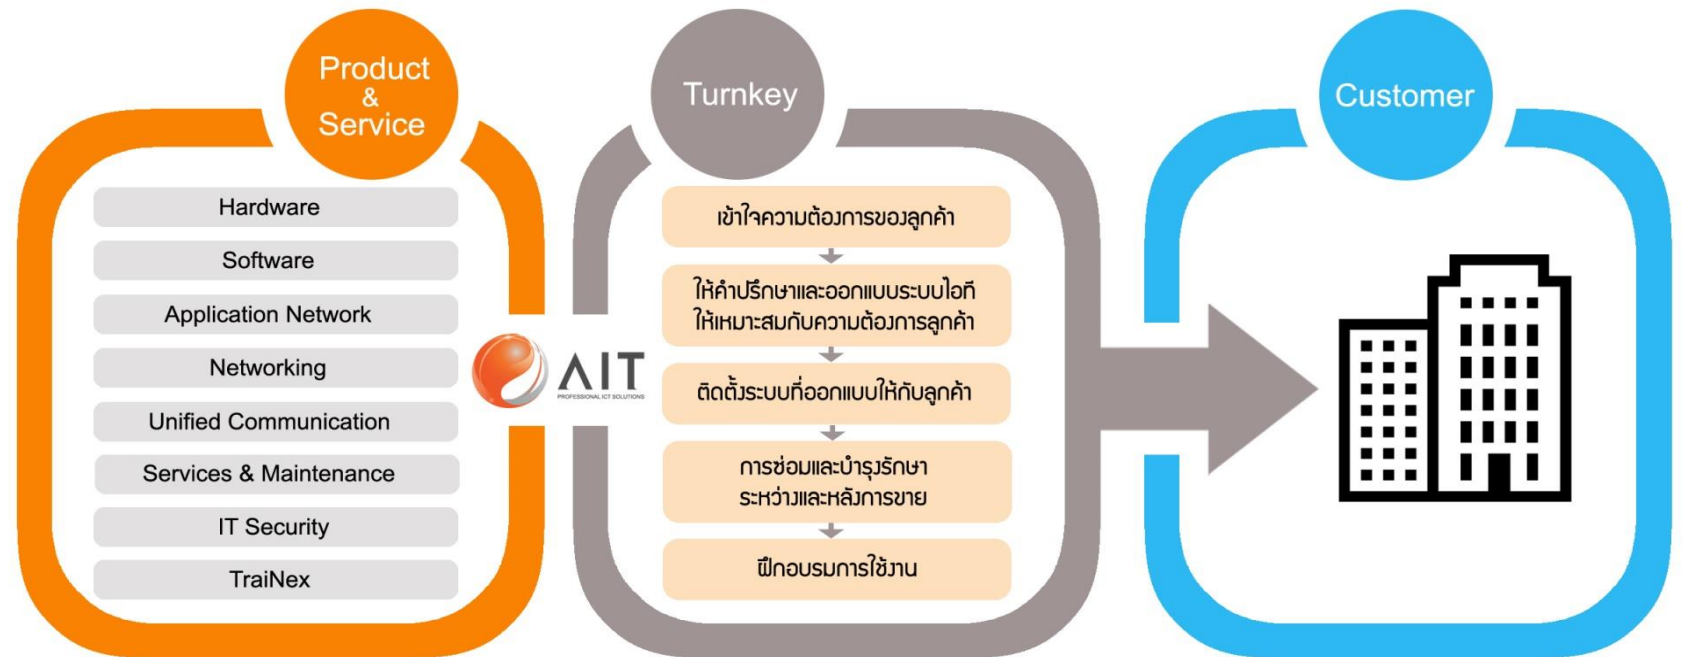 Product
&
Service
Hardware
Software
Application Network
Networking
Unified Communication
Services & Maintenance
IT Security
TraiNex
AIT
PROFESSIONAL ICT SOLUTIONS
Turnkey
เข้าใจความต้องการของลูกค้า
ให้คำปรึกษาและออกแบบระบบไอที
ให้เหมาะสมกับความต้องการลูกค้า
ติดตั้งระบบที่ออกแบบให้กับลูกค้า
การซ่อมและบำรุงรักษา
ระหว่างและหลังการขาย
ฝึกอบรมการใช้งาน
Customer